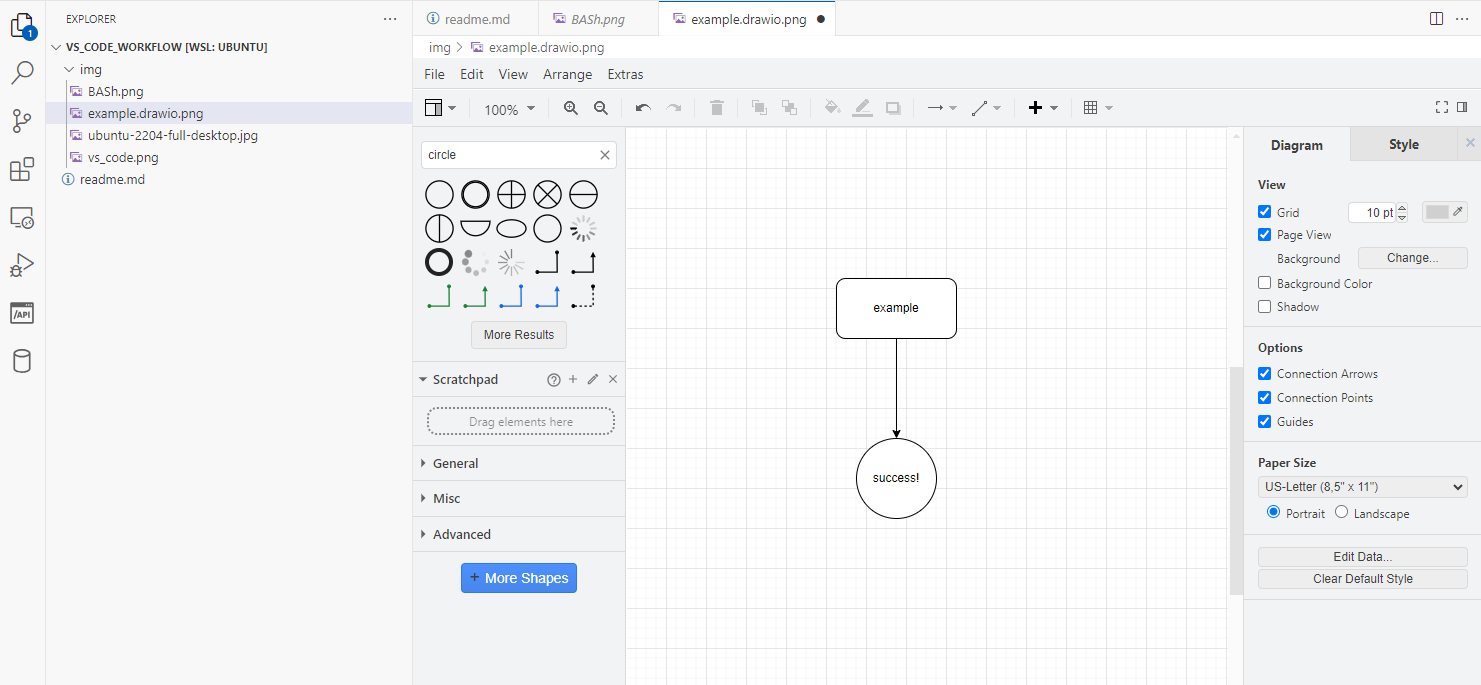 EXPLORER
1
VS_CODE_WORKFLOW [WSL: UBUNTU]
img
BASh.png
example.drawio.png
ubuntu-2204-full-desktop.jpg
vs_code.png
readme.md
/API
readme.md
BASh.png
example.drawio.png
img > example.drawio.png
File Edit View Arrange Extras
100%
circle
More Results
Scratchpad
Drag elements here
General
Misc
Advanced
+ More Shapes
example
success!
Diagram
Style
View
Grid
10 pt
Page View
Background
Change...
Background Color
Shadow
Options
Connection Arrows
Connection Points
Guides
Paper Size
US-Letter (8,5" x 11")
Portrait Landscape
Edit Data...
Clear Default Style